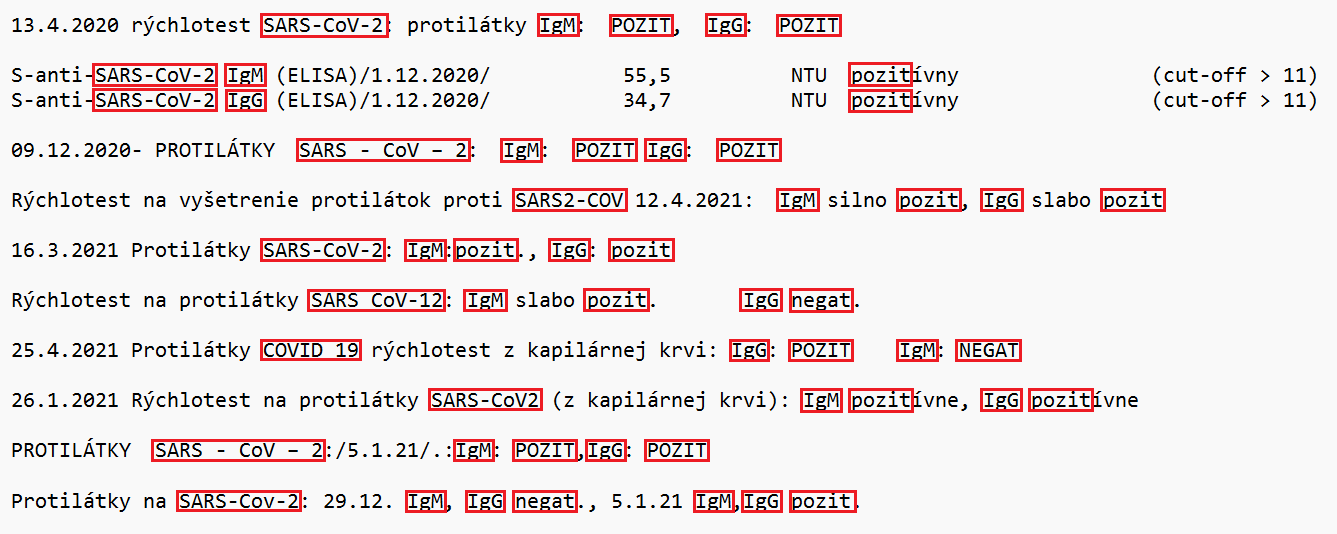 13.4.2020 rýchlotest SARS-CoV-2: protilátky IgM: POZIT, IgG: POZIT
S-anti-SARS-CoV-2 IgM (ELISA)/1.12.2020/ 55,5 NTU pozitívny (cut-off > 11)
S-anti-SARS-CoV-2 IgG (ELISA)/1.12.2020/ 34,7 NTU pozitívny (cut-off > 11)
09.12.2020- PROTILÁTKY SARS - CoV – 2: IgM: POZIT IgG: POZIT
Rýchlotest na vyšetrenie protilátok proti SARS2-COV 12.4.2021: IgM silno pozit, IgG slabo pozit
16.3.2021 Protilátky SARS-CoV-2: IgM:pozit., IgG: pozit
Rýchlotest na protilátky SARS CoV-12: IgM slabo pozit. IgG negat.
25.4.2021 Protilátky COVID 19 rýchlotest z kapilárnej krvi: IgG: POZIT IgM: NEGAT
26.1.2021 Rýchlotest na protilátky SARS-CoV2 (z kapilárnej krvi): IgM pozitívne, IgG pozitívne
PROTILÁTKY SARS - CoV – 2:/5.1.21/.:IgM: POZIT,IgG: POZIT
Protilátky na SARS-Cov-2: 29.12. IgM, IgG negat., 5.1.21 IgM,IgG pozit.